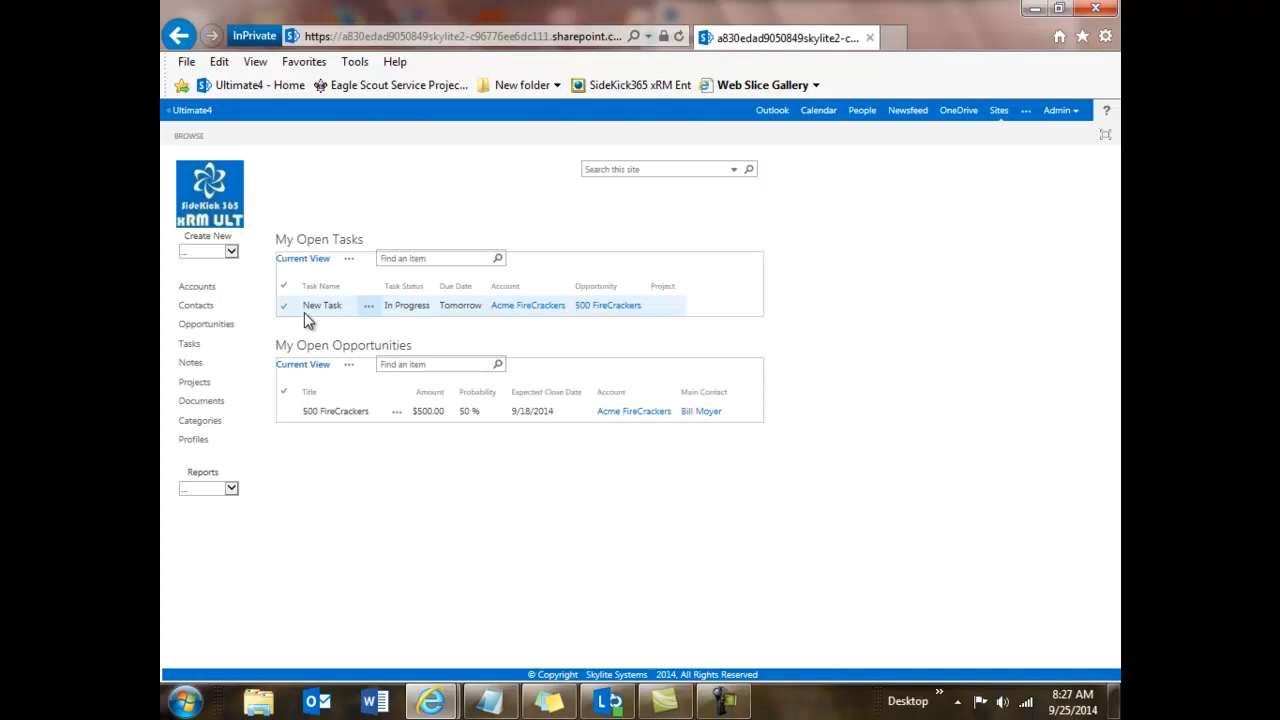 InPrivate https://a830edad9050849skylite2-c96776ee6dc111.sharepoint.c... a830edad9050849skylite2-c...
File Edit View Favorites Tools Help
Ultimate4 - Home Eagle Scout Service Projec... New folder SideKick365 xRM Ent Web Slice Gallery
Ultimate4 Outlook Calendar People Newsfeed OneDrive Sites ... Admin ?
BROWSE
Search this site
SideKick 365
xRM ULT
Create New
...
My Open Tasks
Current View ... Find an item
Task Name Task Status Due Date Account Opportunity Project
New Task ... In Progress Tomorrow Acme FireCrackers 500 FireCrackers
My Open Opportunities
Current View ... Find an item
Title Amount Probability Expected Close Date Account Main Contact
500 FireCrackers ... $500.00 50 % 9/18/2014 Acme FireCrackers Bill Moyer
Accounts
Contacts
Opportunities
Tasks
Notes
Projects
Documents
Categories
Profiles
Reports
...
© Copyright Skylite Systems 2014, All Rights Reserved
Desktop » 8:27 AM
9/25/2014